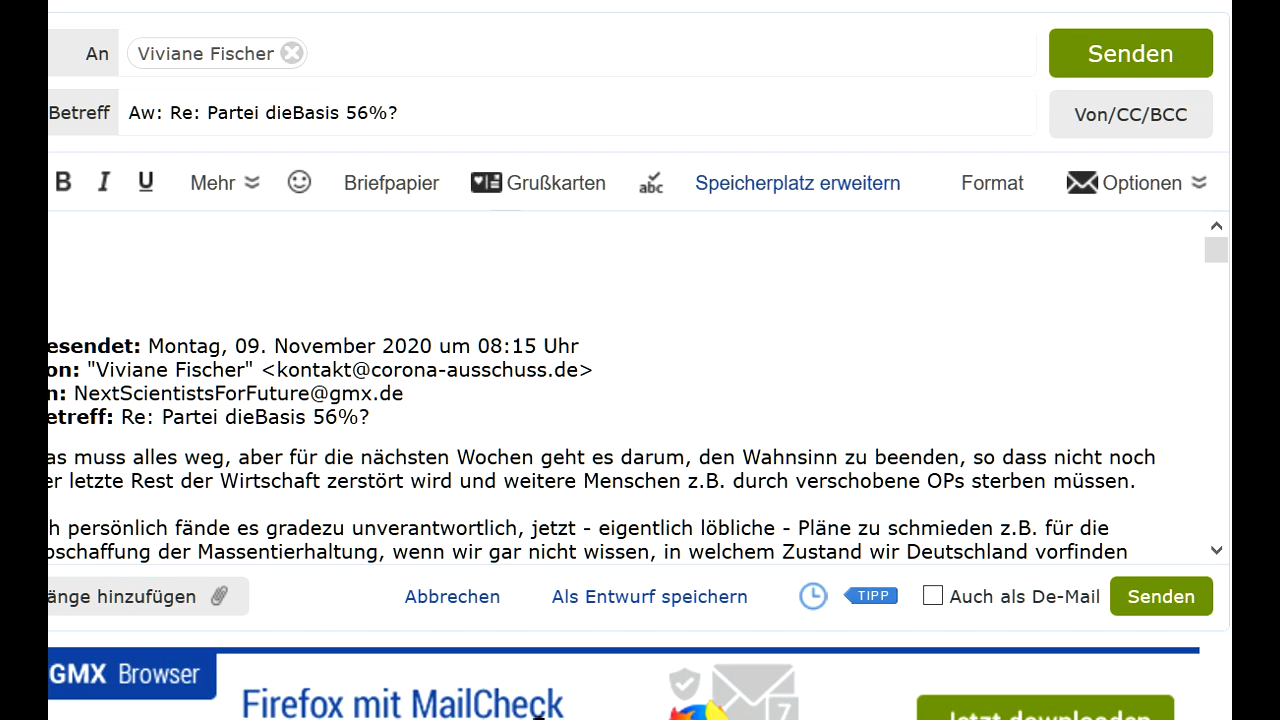 An Viviane Fischer Senden
Betreff Aw: Re: Partei dieBasis 56%? Von/CC/BCC
B I U Mehr Briefpapier Grußkarten abc Speicherplatz erweitern Format Optionen
esendet: Montag, 09. November 2020 um 08:15 Uhr
on: "Viviane Fischer" <kontakt@corona-ausschuss.de>
n: NextScientistsForFuture@gmx.de
etreff: Re: Partei dieBasis 56%?
as muss alles weg, aber für die nächsten Wochen geht es darum, den Wahnsinn zu beenden, so dass nicht noch
er letzte Rest der Wirtschaft zerstört wird und weitere Menschen z.B. durch verschobene OPs sterben müssen.
h persönlich fände es gradezu unverantwortlich, jetzt - eigentlich löbliche - Pläne zu schmieden z.B. für die
bschaffung der Massentierhaltung, wenn wir gar nicht wissen, in welchem Zustand wir Deutschland vorfinden
änge hinzufügen Abbrechen Als Entwurf speichern TIPP Auch als De-Mail Senden
GMX Browser
Firefox mit MailCheck 7
Jetzt downloaden